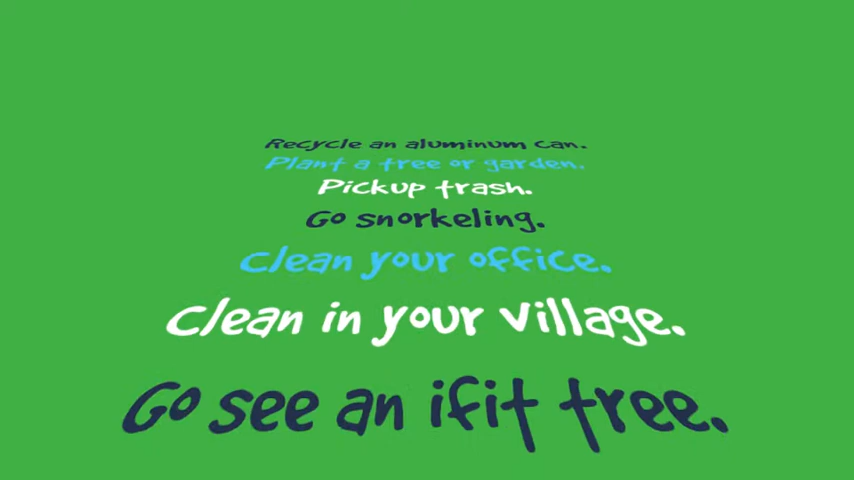 Recycle an aluminum can.
Plant a tree or garden.
Pickup trash.
Go snorkeling.
Clean your office.
Clean in your village.
Go see an ifit tree.